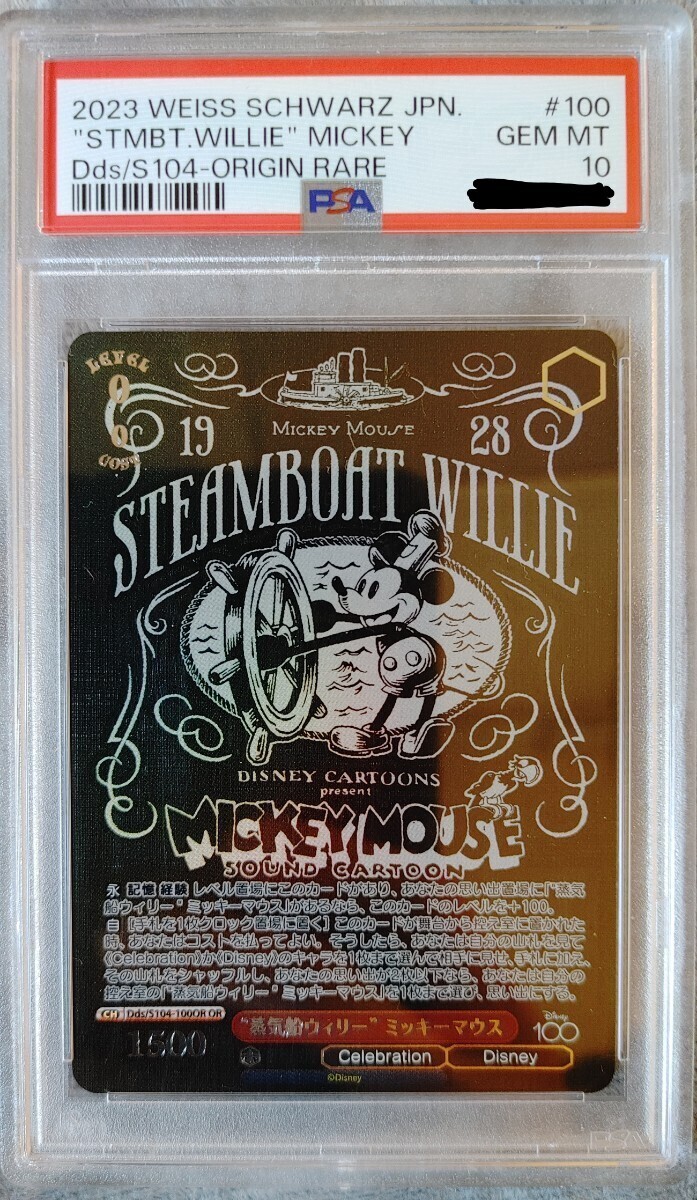 2023 WEISS SCHWARZ JPN. #100
"STMBT.WILLIE" MICKEY GEM MT
Dds/S104-ORIGIN RARE 10
PSA
LEVEL
0
0
COST
MICKEY MOUSE
19 28
STEAMBOAT WILLIE
DISNEY CARTOONS
present
MICKEY MOUSE
SOUND CARTOON
永 記憶 経験 レベル置場にこのカードがあり、あなたの思い出置場に「“蒸気
船ウィリー” ミッキーマウス」があるなら、このカードのレベルを+100。
自 [手札を1枚クロック置場に置く] このカードが舞台から控え室に置かれた
時、あなたはコストを払ってよい。そうしたら、あなたは自分の山札を見て
《Celebration》か《Disney》のキャラを1枚まで選んで相手に見せ、手札に加え、
その山札をシャッフルし、あなたの思い出が2枚以下なら、あなたは自分の
控え室の「“蒸気船ウィリー” ミッキーマウス」を1枚まで選び、思い出にする。
CH Dds/S104-100OR OR
“蒸気船ウィリー” ミッキーマウス
Disney
100
1500
Celebration Disney
©Disney